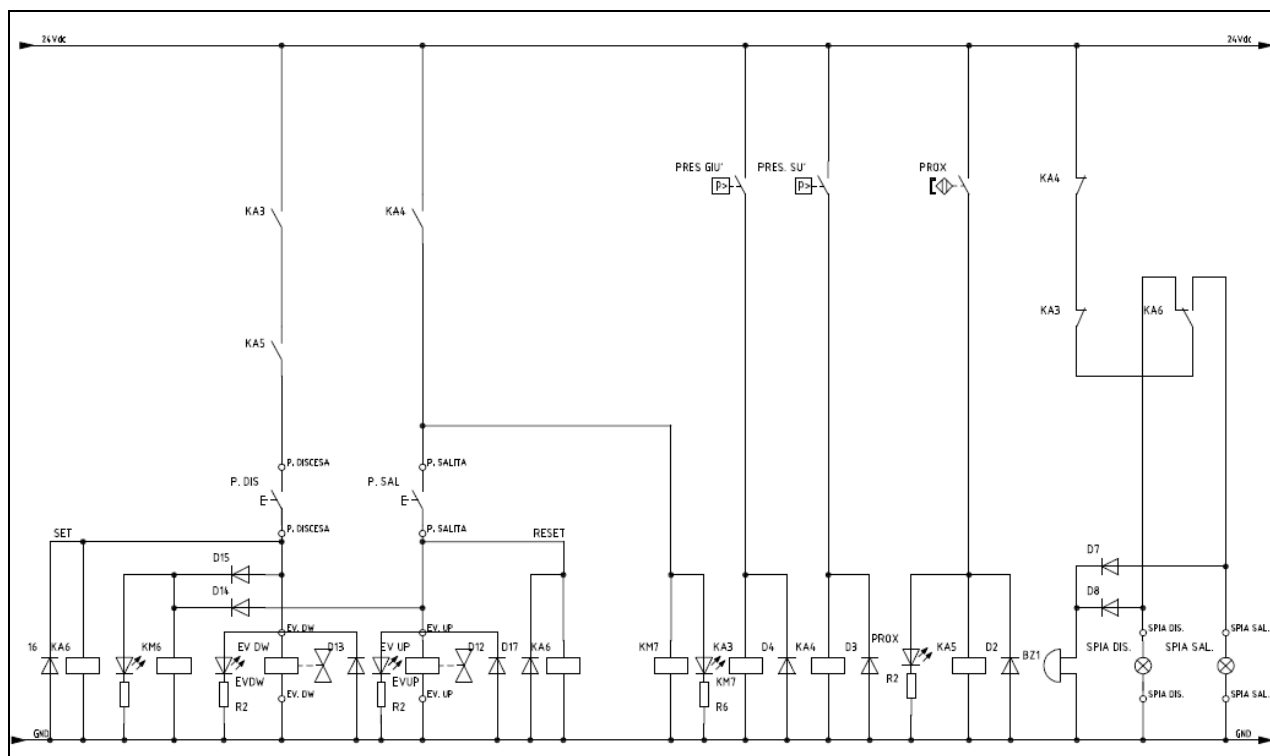 24Vdc 24Vdc
PRES GIU' PRES. SU' PROX
P> P> KA4
KA3 KA4
KA3 KA6
KA5
P. DISCESA P. SALITA
P. DIS P. SAL
E E
P. DISCESA P. SALITA
SET RESET
D15 D7
D14 D8
EV. DW EV. UP SPIA DIS. SPIA SAL.
16 KA6 KM6 EV DW D13 EV UP D12 D17 KA6 KM7 KA3 D4 KA4 D3 PROX KA5 D2 BZ1 SPIA DIS. SPIA SAL.
EVDW EVUP KM7
EV. DW EV. UP SPIA DIS. SPIA SAL.
R2 R2 R6 R2
GND GND